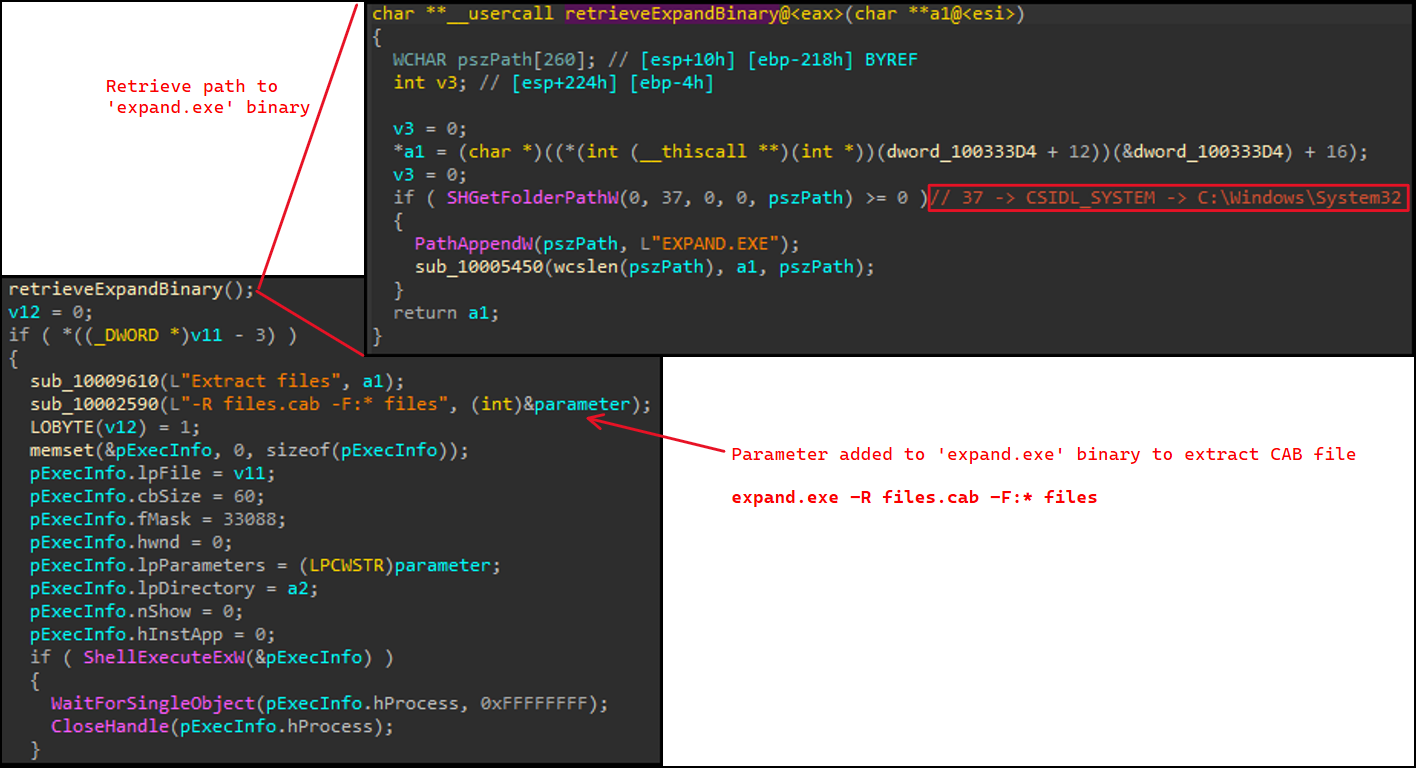 Retrieve path to
'expand.exe' binary
char **__usercall retrieveExpandBinary@<eax>(char **a1@<esi>)
{
WCHAR pszPath[260]; // [esp+10h] [ebp-218h] BYREF
int v3; // [esp+224h] [ebp-4h]
v3 = 0;
*a1 = (char *)((*(int (__thiscall **)(int *))(dword_100333D4 + 12))(&dword_100333D4) + 16);
v3 = 0;
if ( SHGetFolderPathW(0, 37, 0, 0, pszPath) >= 0 )// 37 -> CSIDL_SYSTEM -> C:\Windows\System32
{
PathAppendW(pszPath, L"EXPAND.EXE");
sub_10005450(wcslen(pszPath), a1, pszPath);
}
return a1;
}
retrieveExpandBinary();
v12 = 0;
if ( *((_DWORD *)v11 - 3) )
{
sub_10009610(L"Extract files", a1);
sub_10002590(L"-R files.cab -F:* files", (int)&parameter);
LOBYTE(v12) = 1;
memset(&pExecInfo, 0, sizeof(pExecInfo));
pExecInfo.lpFile = v11;
pExecInfo.cbSize = 60;
pExecInfo.fMask = 33088;
pExecInfo.hwnd = 0;
pExecInfo.lpParameters = (LPCWSTR)parameter;
pExecInfo.lpDirectory = a2;
pExecInfo.nShow = 0;
pExecInfo.hInstApp = 0;
if ( ShellExecuteExW(&pExecInfo) )
{
WaitForSingleObject(pExecInfo.hProcess, 0xFFFFFFFF);
CloseHandle(pExecInfo.hProcess);
}
Parameter added to 'expand.exe' binary to extract CAB file
expand.exe -R files.cab -F:* files